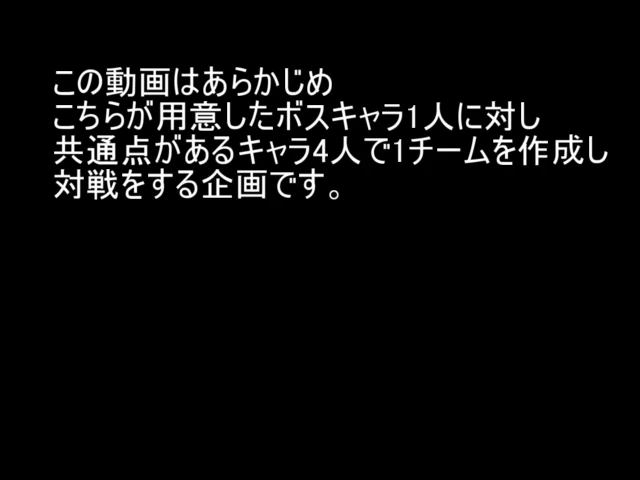 この動画はあらかじめ
こちらが用意したボスキャラ1人に対し
共通点があるキャラ4人で1チームを作成し
対戦をする企画です。